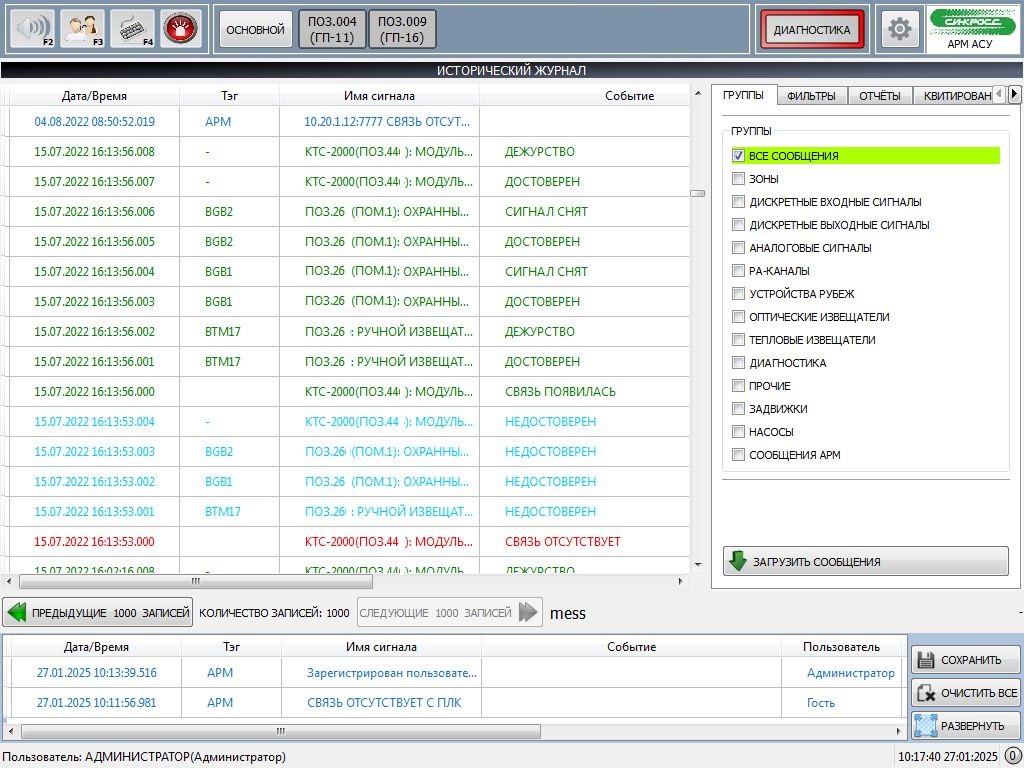 F2 F3 F4
ОСНОВНОЙ ПОЗ.004 (ГП-11) ПОЗ.009 (ГП-16) ДИАГНОСТИКА СИНКРОСС АРМ АСУ
ИСТОРИЧЕСКИЙ ЖУРНАЛ
Дата/Время Тэг Имя сигнала Событие
04.08.2022 08:50:52.019 АРМ 10.20.1.12:7777 СВЯЗЬ ОТСУТ...
15.07.2022 16:13:56.008 - КТС-2000(ПОЗ.44( ): МОДУЛЬ... ДЕЖУРСТВО
15.07.2022 16:13:56.007 - КТС-2000(ПОЗ.44( ): МОДУЛЬ... ДОСТОВЕРЕН
15.07.2022 16:13:56.006 BGB2 ПОЗ.26 (ПОМ.1): ОХРАННЫ... СИГНАЛ СНЯТ
15.07.2022 16:13:56.005 BGB2 ПОЗ.26 (ПОМ.1): ОХРАННЫ... ДОСТОВЕРЕН
15.07.2022 16:13:56.004 BGB1 ПОЗ.26 (ПОМ.1): ОХРАННЫ... СИГНАЛ СНЯТ
15.07.2022 16:13:56.003 BGB1 ПОЗ.26 (ПОМ.1): ОХРАННЫ... ДОСТОВЕРЕН
15.07.2022 16:13:56.002 BTM17 ПОЗ.26 : РУЧНОЙ ИЗВЕЩАТ... ДЕЖУРСТВО
15.07.2022 16:13:56.001 BTM17 ПОЗ.26 : РУЧНОЙ ИЗВЕЩАТ... ДОСТОВЕРЕН
15.07.2022 16:13:56.000 КТС-2000(ПОЗ.44( ): МОДУЛЬ... СВЯЗЬ ПОЯВИЛАСЬ
15.07.2022 16:13:53.004 - КТС-2000(ПОЗ.44 ): МОДУЛЬ... НЕДОСТОВЕРЕН
15.07.2022 16:13:53.003 BGB2 ПОЗ.26 (ПОМ.1): ОХРАННЫ... НЕДОСТОВЕРЕН
15.07.2022 16:13:53.002 BGB1 ПОЗ.26 (ПОМ.1): ОХРАННЫ... НЕДОСТОВЕРЕН
15.07.2022 16:13:53.001 BTM17 ПОЗ.26 : РУЧНОЙ ИЗВЕЩАТ... НЕДОСТОВЕРЕН
15.07.2022 16:13:53.000 КТС-2000(ПОЗ.44 ): МОДУЛЬ... СВЯЗЬ ОТСУТСТВУЕТ
15.07.2022 16:02:16.008 КТС-2000(ПОЗ.44( ): МОДУЛЬ... ДЕЖУРСТВО
ГРУППЫ ФИЛЬТРЫ ОТЧЁТЫ КВИТИРОВАН
ГРУППЫ
ВСЕ СООБЩЕНИЯ
ЗОНЫ
ДИСКРЕТНЫЕ ВХОДНЫЕ СИГНАЛЫ
ДИСКРЕТНЫЕ ВЫХОДНЫЕ СИГНАЛЫ
АНАЛОГОВЫЕ СИГНАЛЫ
РА-КАНАЛЫ
УСТРОЙСТВА РУБЕЖ
ОПТИЧЕСКИЕ ИЗВЕЩАТЕЛИ
ТЕПЛОВЫЕ ИЗВЕЩАТЕЛИ
ДИАГНОСТИКА
ПРОЧИЕ
ЗАДВИЖКИ
НАСОСЫ
СООБЩЕНИЯ АРМ
ЗАГРУЗИТЬ СООБЩЕНИЯ
ПРЕДЫДУЩИЕ 1000 ЗАПИСЕЙ КОЛИЧЕСТВО ЗАПИСЕЙ: 1000 СЛЕДУЮЩИЕ 1000 ЗАПИСЕЙ mess -
Дата/Время Тэг Имя сигнала Событие Пользователь
27.01.2025 10:13:39.516 АРМ Зарегистрирован пользовате... Администратор
27.01.2025 10:11:56.981 АРМ СВЯЗЬ ОТСУТСТВУЕТ С ПЛК Гость
СОХРАНИТЬ
ОЧИСТИТЬ ВСЕ
РАЗВЕРНУТЬ
Пользователь: АДМИНИСТРАТОР(Администратор) 10:17:40 27:01:2025 0